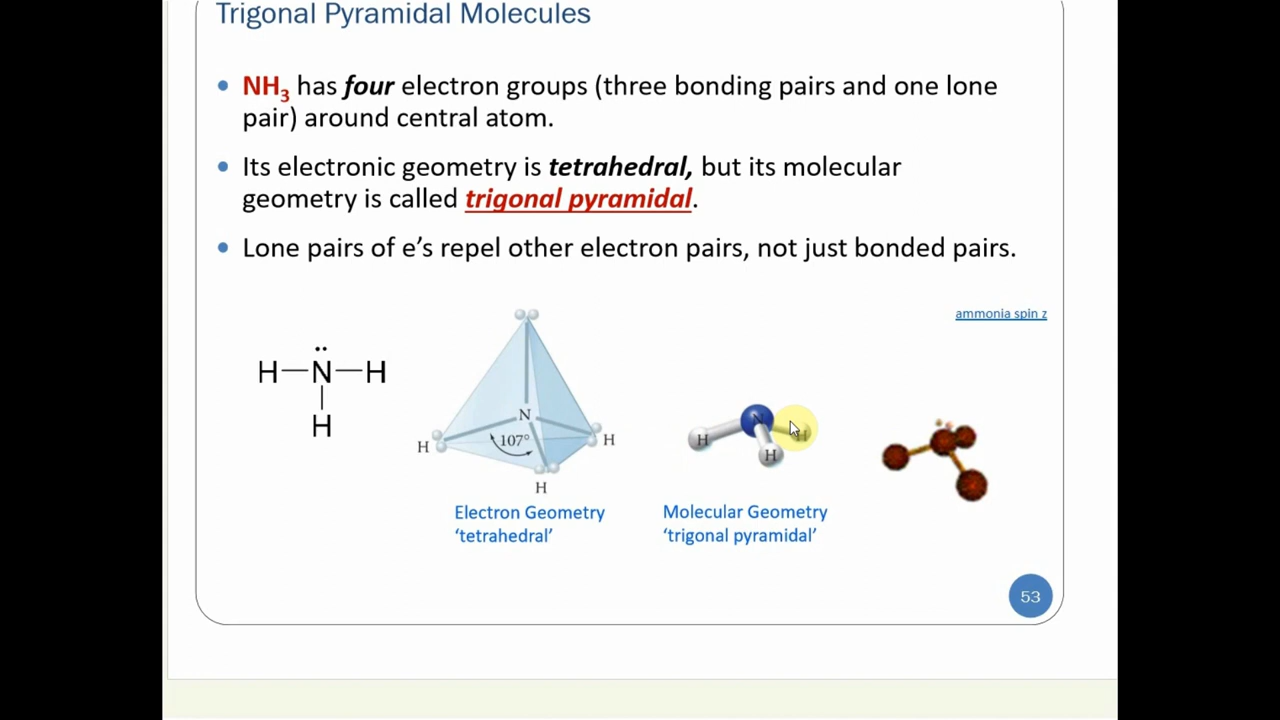 Trigonal Pyramidal Molecules
• NH₃ has four electron groups (three bonding pairs and one lone
pair) around central atom.
• Its electronic geometry is tetrahedral, but its molecular
geometry is called trigonal pyramidal.
• Lone pairs of e’s repel other electron pairs, not just bonded pairs.
ammonia spin z
H—N—H
H
N
107°
H
H
H
N
H
H
H
Electron Geometry
‘tetrahedral’
Molecular Geometry
‘trigonal pyramidal’
53